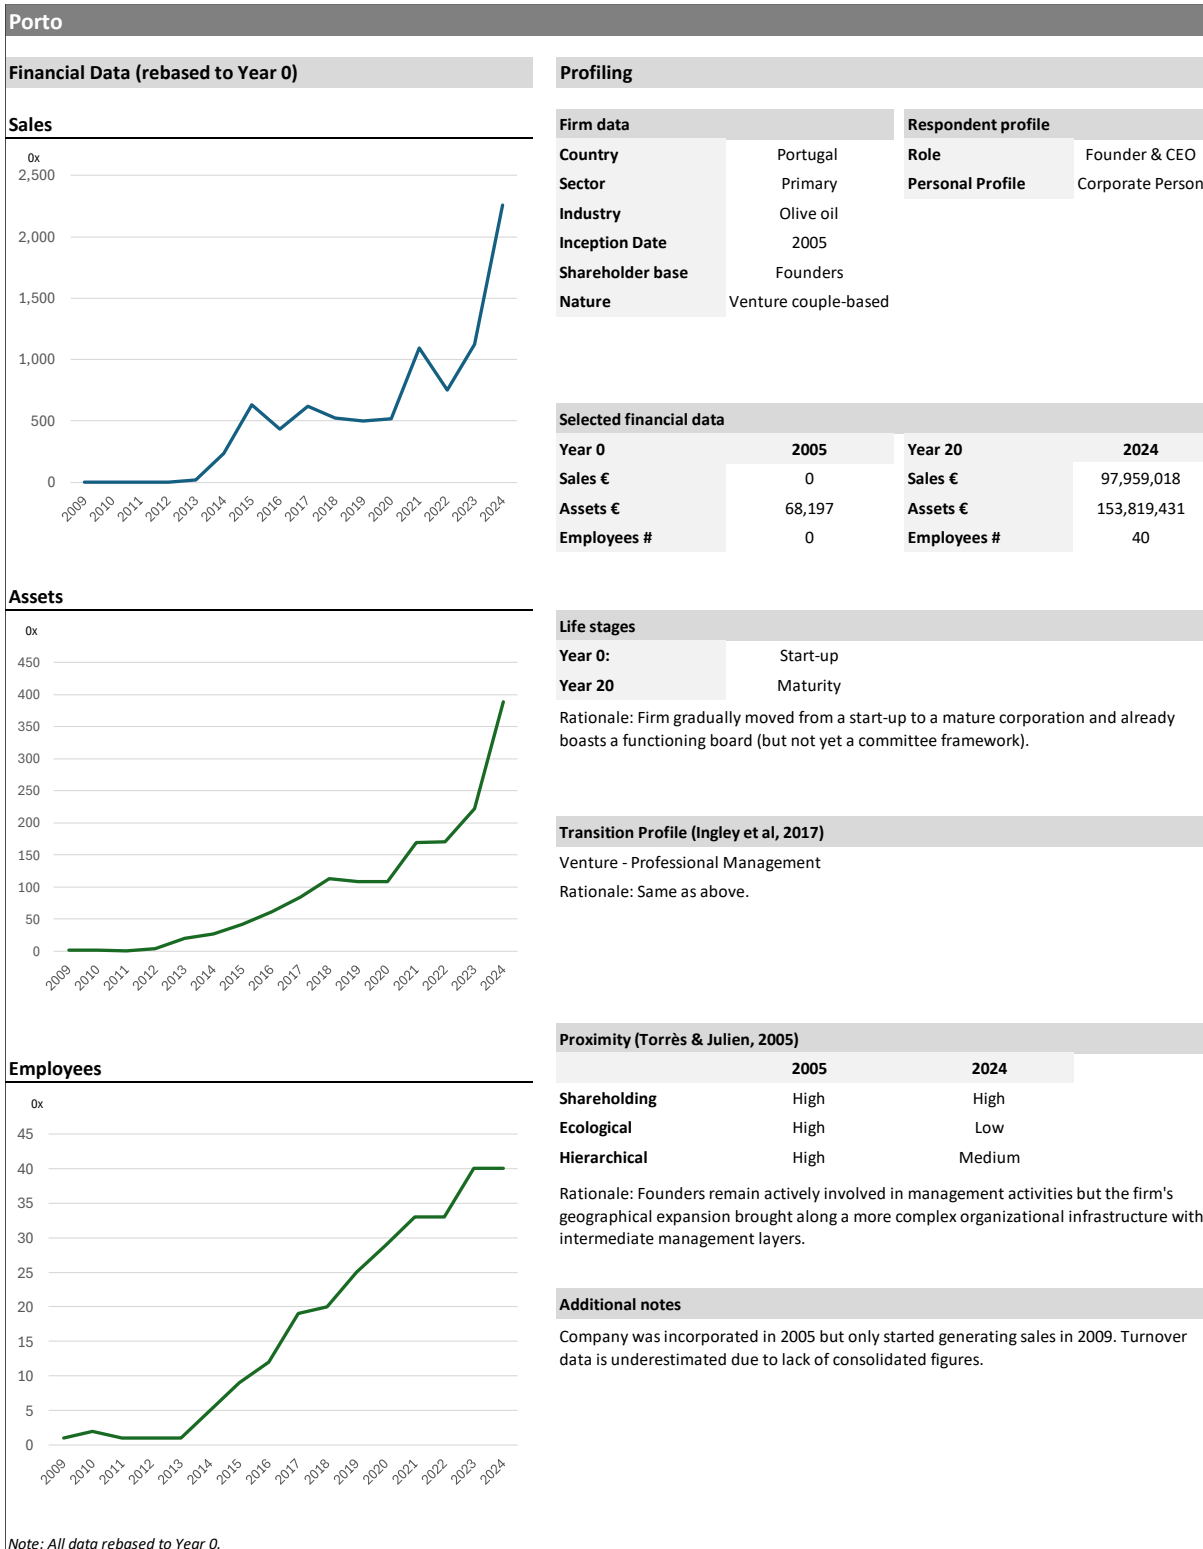 Porto
Financial Data (rebased to Year 0)
Sales
0x
2,500
2,000
1,500
1,000
500
0
2009 2010 2011 2012 2013 2014 2015 2016 2017 2018 2019 2020 2021 2022 2023 2024
Assets
0x
450
400
350
300
250
200
150
100
50
0
2009 2010 2011 2012 2013 2014 2015 2016 2017 2018 2019 2020 2021 2022 2023 2024
Employees
0x
45
40
35
30
25
20
15
10
5
0
2009 2010 2011 2012 2013 2014 2015 2016 2017 2018 2019 2020 2021 2022 2023 2024
Note: All data rebased to Year 0.
Profiling
Firm data
Country Portugal
Sector Primary
Industry Olive oil
Inception Date 2005
Shareholder base Founders
Nature Venture couple-based
Respondent profile
Role Founder & CEO
Personal Profile Corporate Person
Selected financial data
Year 0 2005 Year 20 2024
Sales € 0 Sales € 97,959,018
Assets € 68,197 Assets € 153,819,431
Employees # 0 Employees # 40
Life stages
Year 0: Start-up
Year 20 Maturity
Rationale: Firm gradually moved from a start-up to a mature corporation and already
boasts a functioning board (but not yet a committee framework).
Transition Profile (Ingley et al, 2017)
Venture - Professional Management
Rationale: Same as above.
Proximity (Torrès & Julien, 2005)
2005 2024
Shareholding High High
Ecological High Low
Hierarchical High Medium
Rationale: Founders remain actively involved in management activities but the firm's
geographical expansion brought along a more complex organizational infrastructure with
intermediate management layers.
Additional notes
Company was incorporated in 2005 but only started generating sales in 2009. Turnover
data is underestimated due to lack of consolidated figures.